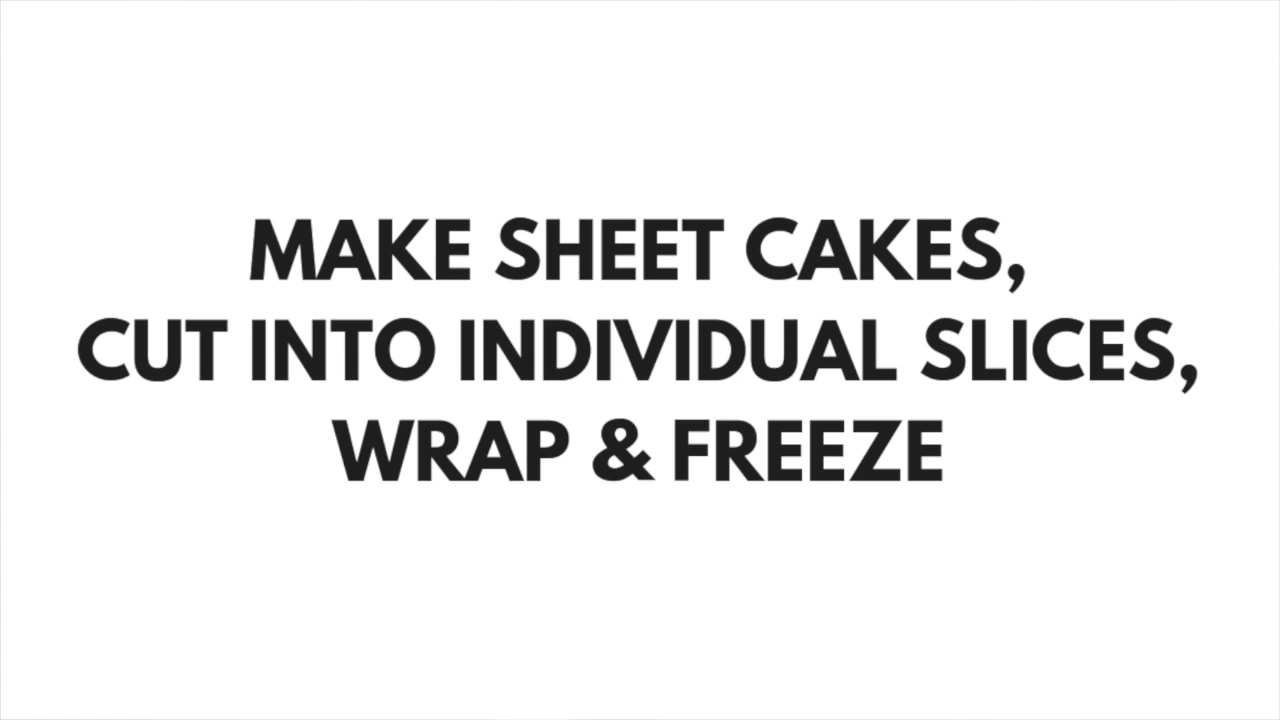 MAKE SHEET CAKES,
CUT INTO INDIVIDUAL SLICES,
WRAP & FREEZE